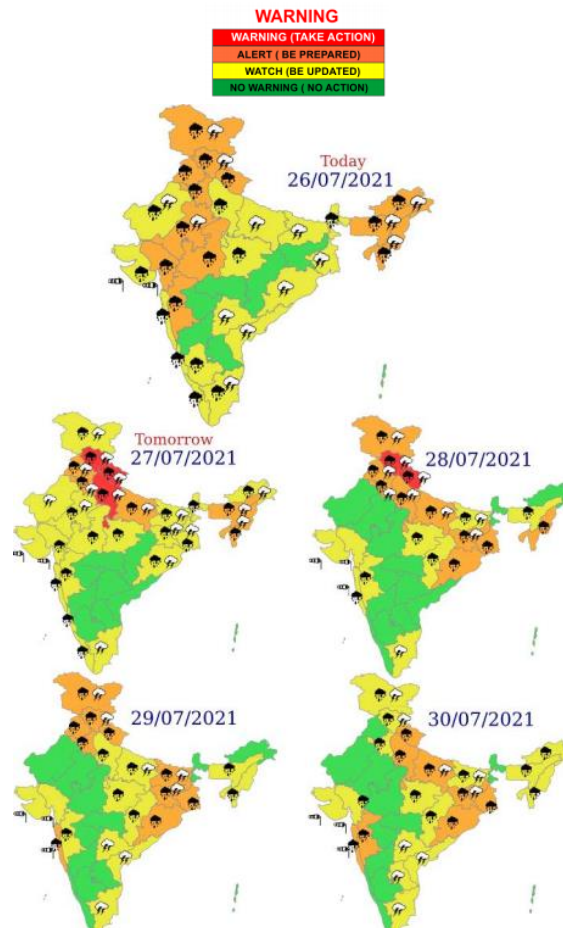 WARNING
WARNING (TAKE ACTION)
ALERT ( BE PREPARED)
WATCH (BE UPDATED)
NO WARNING ( NO ACTION)
Today
26/07/2021
Tomorrow
27/07/2021
28/07/2021
29/07/2021
30/07/2021